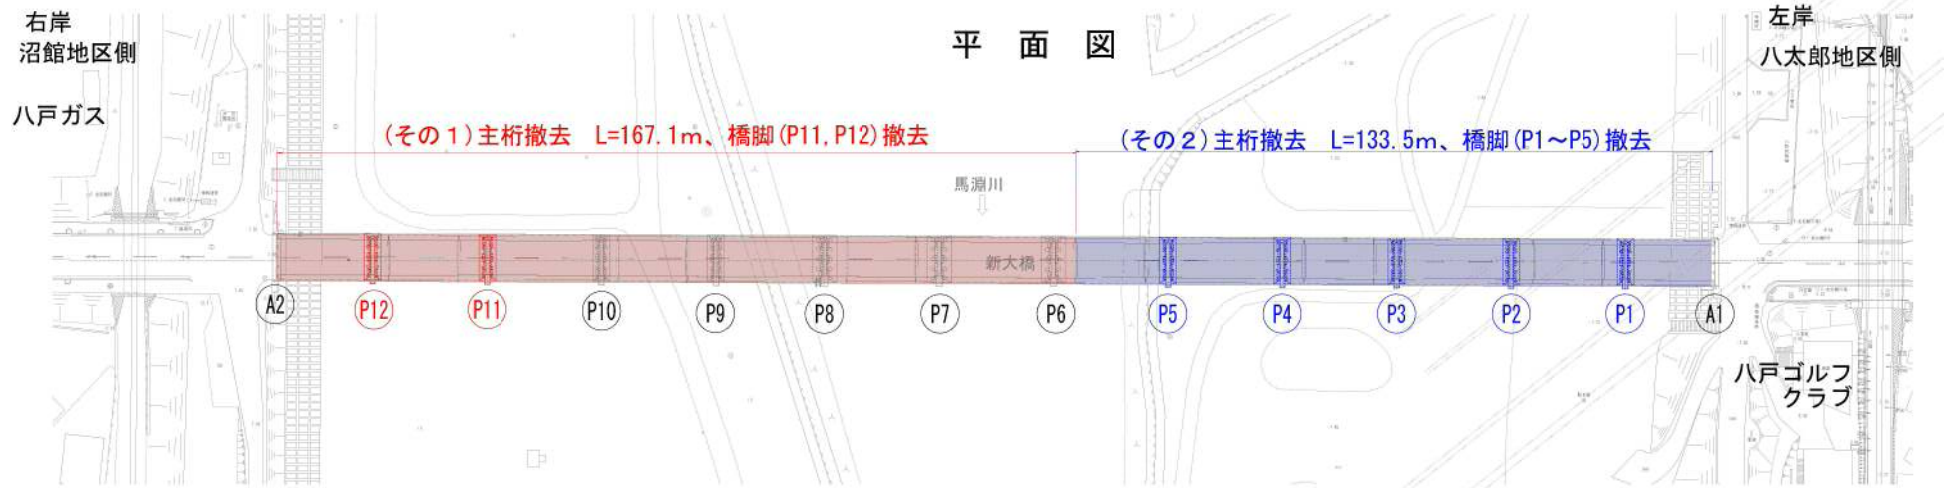 右岸
沼館地区側
八戸ガス
平 面 図
左岸
八太郎地区側
(その1)主桁撤去 L=167.1m、橋脚(P11,P12)撤去
(その2)主桁撤去 L=133.5m、橋脚(P1～P5)撤去
馬淵川
新大橋
A2
P12
P11
P10
P9
P8
P7
P6
P5
P4
P3
P2
P1
A1
八戸ゴルフ
クラブ